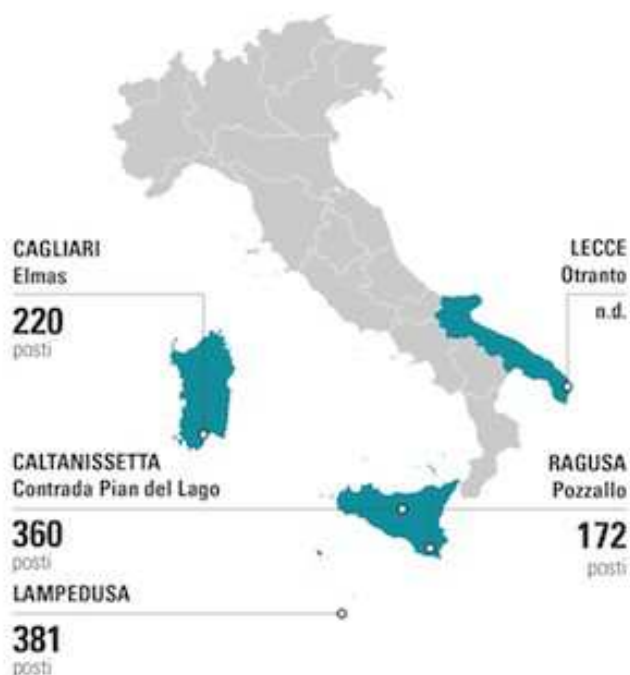 CAGLIARI
Elmas
220
posti
LECCE
Otranto
n.d.
CALTANISSETTA
Contrada Pian del Lago
360
posti
RAGUSA
Pozzallo
172
posti
LAMPEDUSA
381
posti